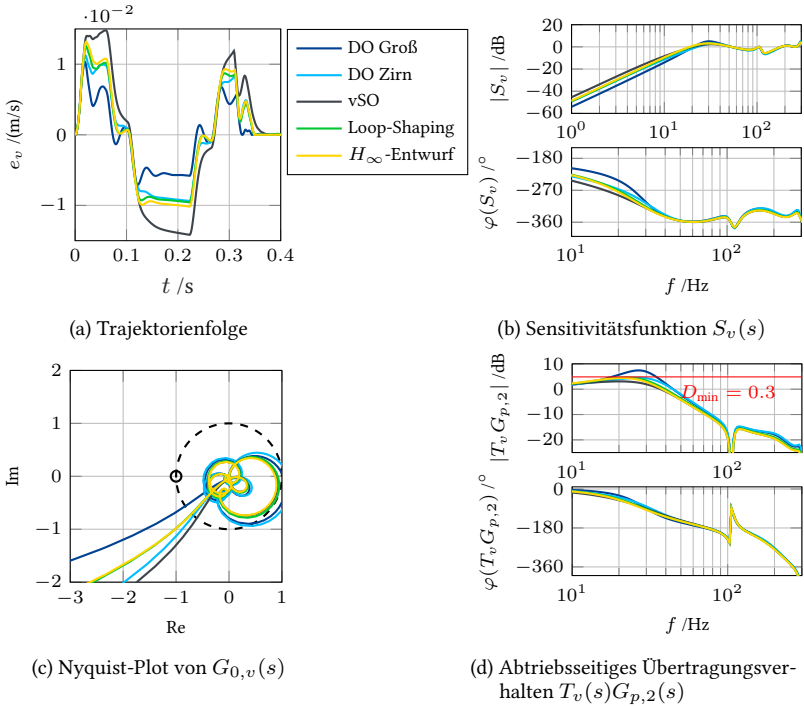 ·10⁻²
1
0
−1
e_v /(m/s)
0 0.1 0.2 0.3 0.4
t /s
DO Groß
DO Zirn
vSO
Loop-Shaping
H∞-Entwurf
(a) Trajektorienfolge
20
0
−20
−40
−60
|S_v| /dB
10⁰ 10¹ 10²
−180
−270
−360
φ(S_v) /°
10¹ 10²
f /Hz
(b) Sensitivitätsfunktion S_v(s)
2
1
0
−1
−2
Im
−3 −2 −1 0 1
Re
(c) Nyquist-Plot von G_{0,v}(s)
10
0
−10
−20
|T_v G_{p,2}| /dB
D_min = 0.3
10¹ 10²
0
−180
−360
φ(T_v G_{p,2}) /°
10¹ 10²
f /Hz
(d) Abtriebsseitiges Übertragungsver-
halten T_v(s)G_{p,2}(s)